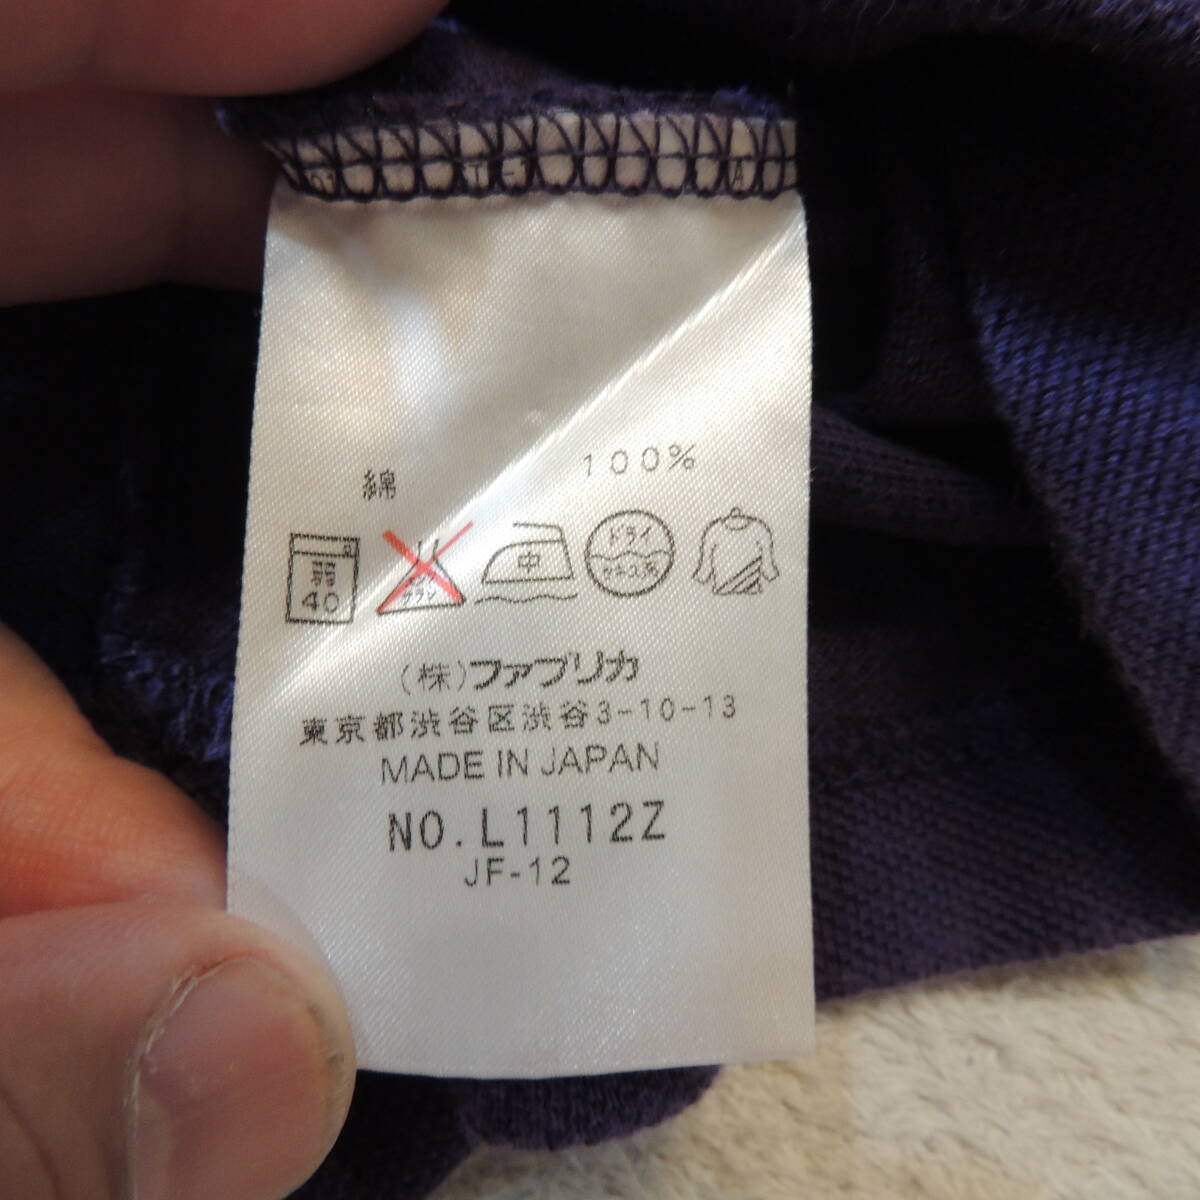 綿 100%
弱 40 中 ドライ セキユ系
(株)ファブリカ
東京都渋谷区渋谷3-10-13
MADE IN JAPAN
NO.L1112Z
JF-12